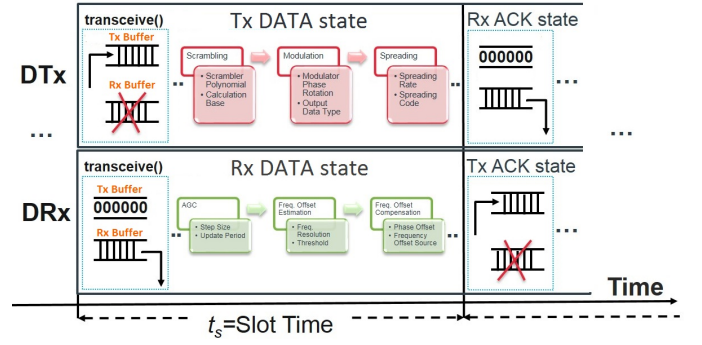 Tx DATA state
Rx ACK state
transceive()
Tx Buffer
Rx Buffer
DTx
...
..
Scrambling
• Scrambler Polynomial
• Calculation Base
Modulation
• Modulator Phase Rotation
• Output Data Type
Spreading
• Spreading Rate
• Spreading Code
..
000000
...
...
Rx DATA state
Tx ACK state
transceive()
Tx Buffer
000000
Rx Buffer
DRx
..
AGC
• Step Size
• Update Period
Freq. Offset Estimation
• Freq. Resolution
• Threshold
Freq. Offset Compensation
• Phase Offset
• Frequency Offset Source
..
...
Time
ts=Slot Time